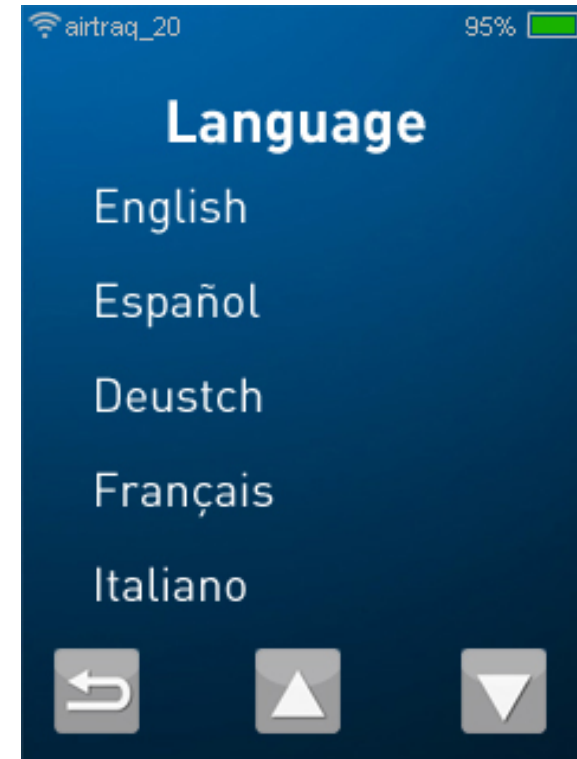 airtraq_20 95%
Language
English
Español
Deustch
Français
Italiano